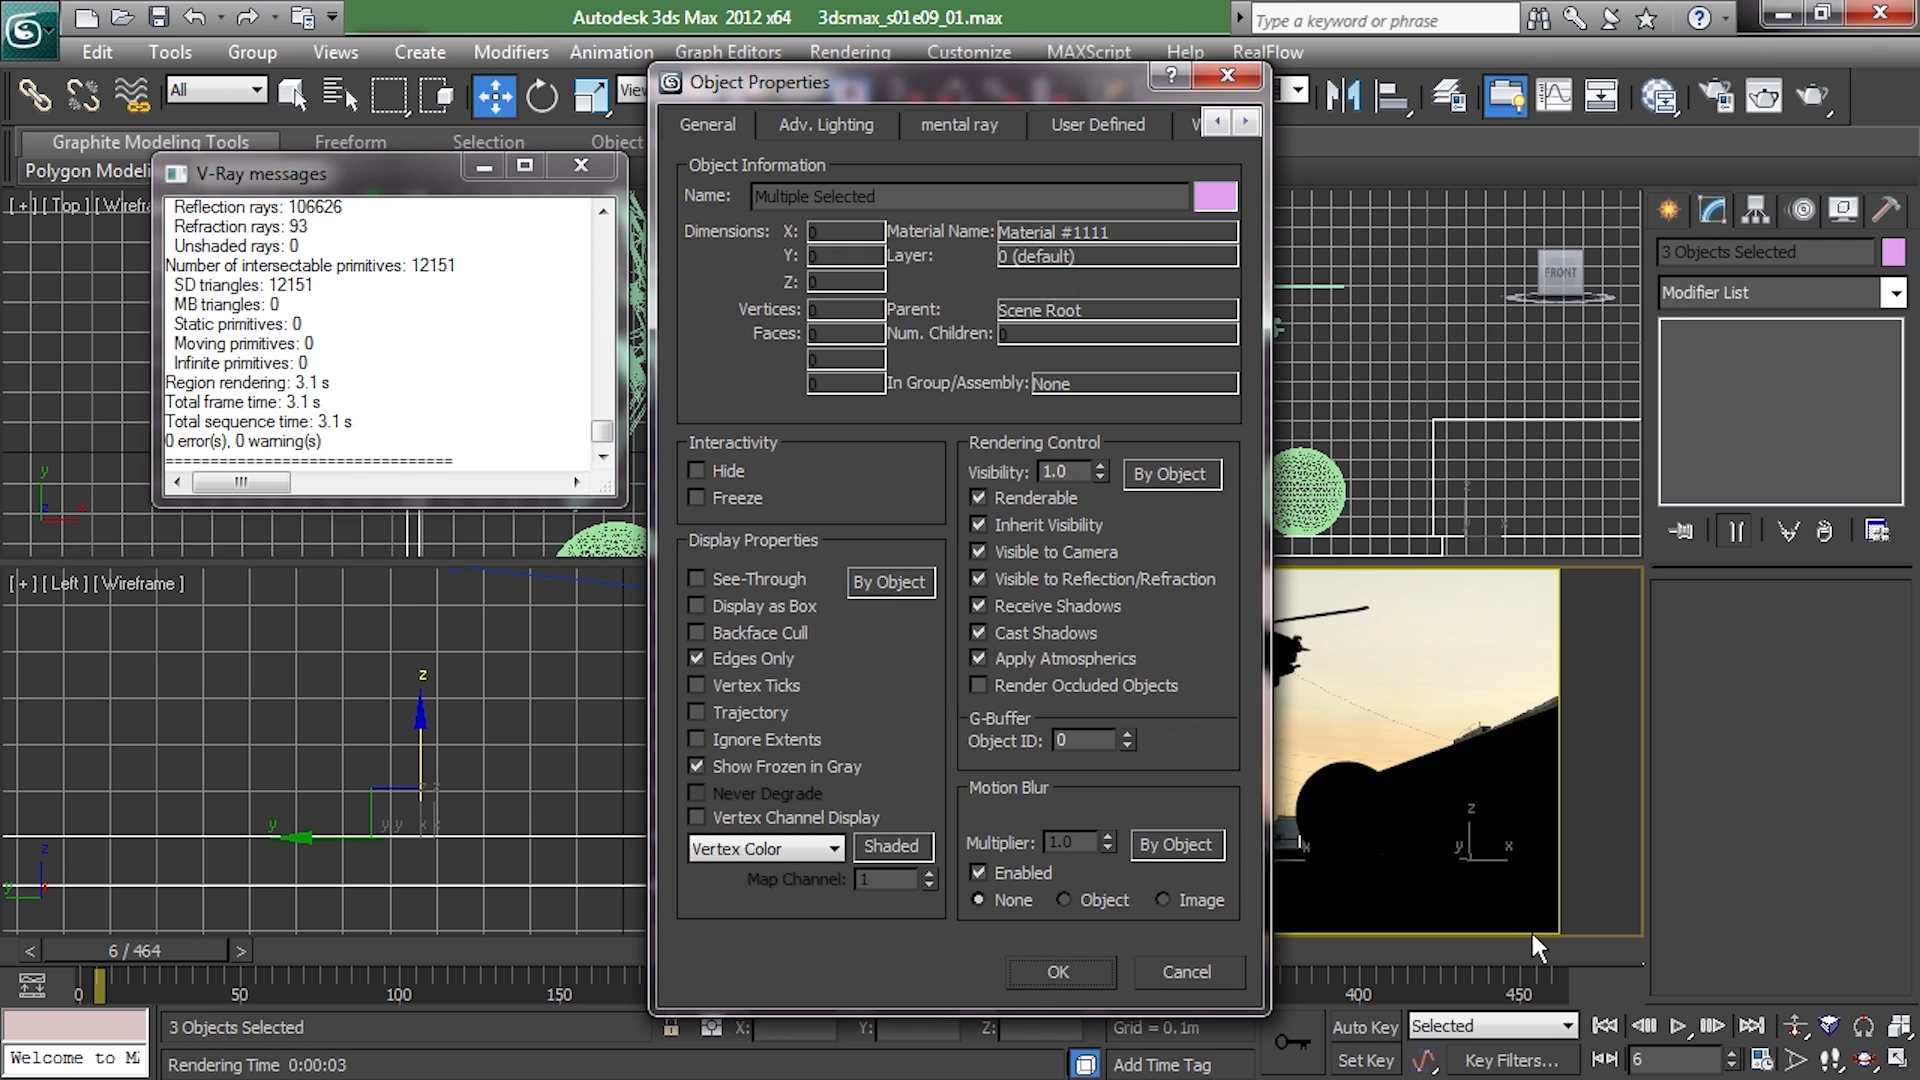 Autodesk 3ds Max 2012 x64 3dsmax_s01e09_01.max
Type a keyword or phrase
Edit Tools Group Views Create Modifiers Animation Graph Editors Rendering Customize MAXScript Help RealFlow
All
Graphite Modeling Tools Freeform Selection Object
V-Ray messages
Reflection rays: 106626
Refraction rays: 93
Unshaded rays: 0
Number of intersectable primitives: 12151
SD triangles: 12151
MB triangles: 0
Static primitives: 0
Moving primitives: 0
Infinite primitives: 0
Region rendering: 3.1 s
Total frame time: 3.1 s
Total sequence time: 3.1 s
0 error(s), 0 warning(s)
================================
[ + ] [ Top ]
[ + ] [ Left ] [ Wireframe ]
Object Properties
General Adv. Lighting mental ray User Defined
Object Information
Name: Multiple Selected
Dimensions: X: 0 Material Name: Material #1111
Y: 0 Layer: 0 (default)
Z: 0
Vertices: 0 Parent: Scene Root
Faces: 0 Num. Children: 0
0
0 In Group/Assembly: None
Interactivity
Hide
Freeze
Display Properties
See-Through By Object
Display as Box
Backface Cull
Edges Only
Vertex Ticks
Trajectory
Ignore Extents
Show Frozen in Gray
Never Degrade
Vertex Channel Display
Vertex Color Shaded
Map Channel: 1
Rendering Control
Visibility: 1.0 By Object
Renderable
Inherit Visibility
Visible to Camera
Visible to Reflection/Refraction
Receive Shadows
Cast Shadows
Apply Atmospherics
Render Occluded Objects
G-Buffer
Object ID: 0
Motion Blur
Multiplier: 1.0 By Object
Enabled
None Object Image
OK Cancel
FRONT
3 Objects Selected
Modifier List
z
y
x
6 / 464
0 50 100 150 400 450
3 Objects Selected X: Y: Z: Grid = 0.1m Auto Key Selected
Rendering Time 0:00:03 Add Time Tag Set Key Key Filters... 6